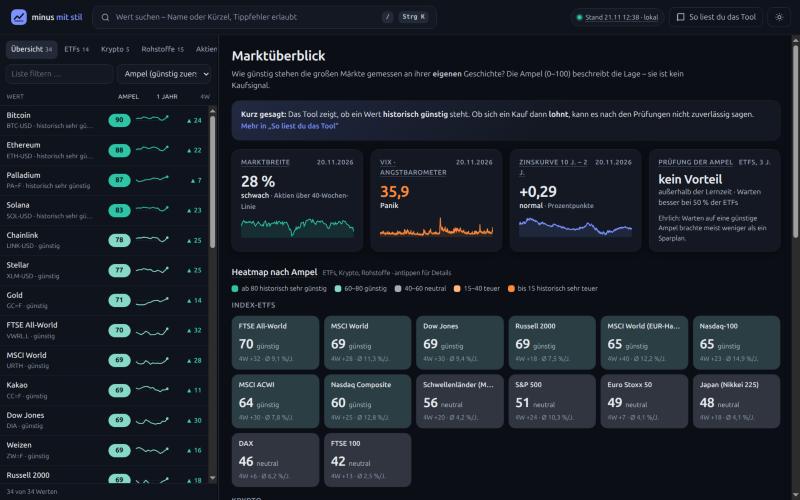 minus mit stil
Wert suchen – Name oder Kürzel, Tippfehler erlaubt
/
Strg K
Stand 21.11 12:38 · lokal
So liest du das Tool
Übersicht 34
ETFs 14
Krypto 5
Rohstoffe 15
Aktien
Liste filtern …
Ampel (günstig zuers
WERT AMPEL 1 JAHR 4W
Bitcoin
BTC-USD · historisch sehr gü…
90 ▲ 24
Ethereum
ETH-USD · historisch sehr gü…
88 ▲ 22
Palladium
PA=F · historisch sehr günstig
87 ▲ 7
Solana
SOL-USD · historisch sehr gü…
83 ▲ 23
Chainlink
LINK-USD · günstig
78 ▲ 25
Stellar
XLM-USD · günstig
77 ▲ 25
Gold
GC=F · günstig
71 ▲ 14
FTSE All-World
VWRL.L · günstig
70 ▲ 32
MSCI World
URTH · günstig
69 ▲ 28
Kakao
CC=F · günstig
69 ▲ 11
Dow Jones
DIA · günstig
69 ▲ 30
Weizen
ZW=F · günstig
69 ▲ 16
Russell 2000
69 ▲ 18
34 von 34 Werten
Marktüberblick
Wie günstig stehen die großen Märkte gemessen an ihrer eigenen Geschichte? Die Ampel (0–100) beschreibt die Lage – sie ist kein
Kaufsignal.
Kurz gesagt: Das Tool zeigt, ob ein Wert historisch günstig steht. Ob sich ein Kauf dann lohnt, kann es nach den Prüfungen nicht zuverlässig sagen.
Mehr in „So liest du das Tool"
MARKTBREITE 20.11.2026
28 %
schwach · Aktien über 40-Wochen-
Linie
VIX · 20.11.2026
ANGSTBAROMETER
35,9
Panik
ZINSKURVE 10 J. – 2 20.11.2026
J.
+0,29
normal · Prozentpunkte
PRÜFUNG DER AMPEL ETFS, 3 J.
kein Vorteil
außerhalb der Lernzeit · Warten
besser bei 50 % der ETFs
Ehrlich: Warten auf eine günstige
Ampel brachte meist weniger als ein
Sparplan.
Heatmap nach Ampel ETFs, Krypto, Rohstoffe · antippen für Details
ab 80 historisch sehr günstig
60–80 günstig
40–60 neutral
15–40 teuer
bis 15 historisch sehr teuer
INDEX-ETFS
FTSE All-World
70 günstig
4W +32 · Ø 9,1 %/J.
MSCI World
69 günstig
4W +28 · Ø 11,3 %/J.
Dow Jones
69 günstig
4W +30 · Ø 9,4 %/J.
Russell 2000
69 günstig
4W +18 · Ø 7,5 %/J.
MSCI World (EUR-Ha…
65 günstig
4W +40 · Ø 12,2 %/J.
Nasdaq-100
65 günstig
4W +23 · Ø 14,9 %/J.
MSCI ACWI
64 günstig
4W +30 · Ø 7,8 %/J.
Nasdaq Composite
60 günstig
4W +25 · Ø 12,8 %/J.
Schwellenländer (M…
56 neutral
4W +20 · Ø 4,2 %/J.
S&P 500
51 neutral
4W +24 · Ø 10,3 %/J.
Euro Stoxx 50
49 neutral
4W +7 · Ø 4,1 %/J.
Japan (Nikkei 225)
48 neutral
4W +18 · Ø 4,1 %/J.
DAX
46 neutral
4W +6 · Ø 6,2 %/J.
FTSE 100
42 neutral
4W +13 · Ø 2,5 %/J.